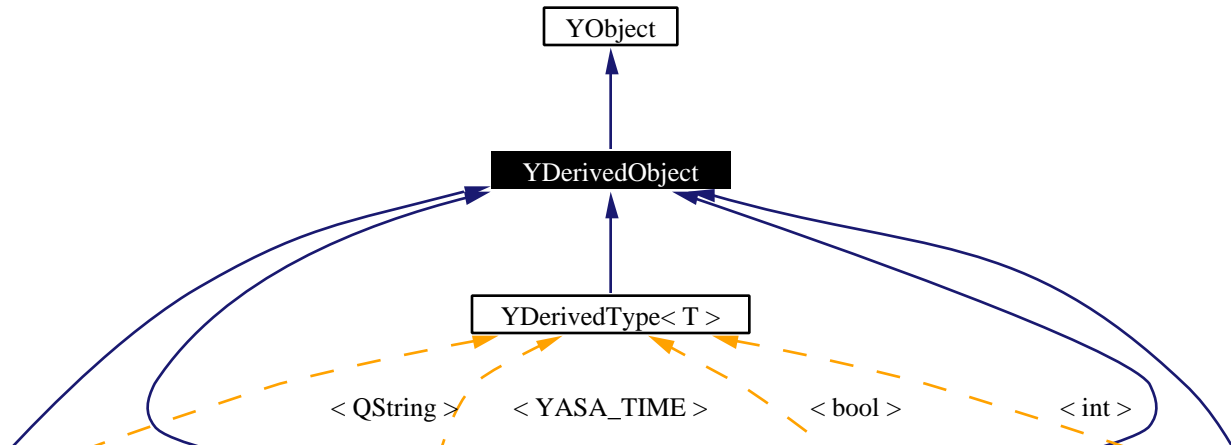 YObject
YDerivedObject
YDerivedType< T >
< QString > < YASA_TIME > < bool > < int >